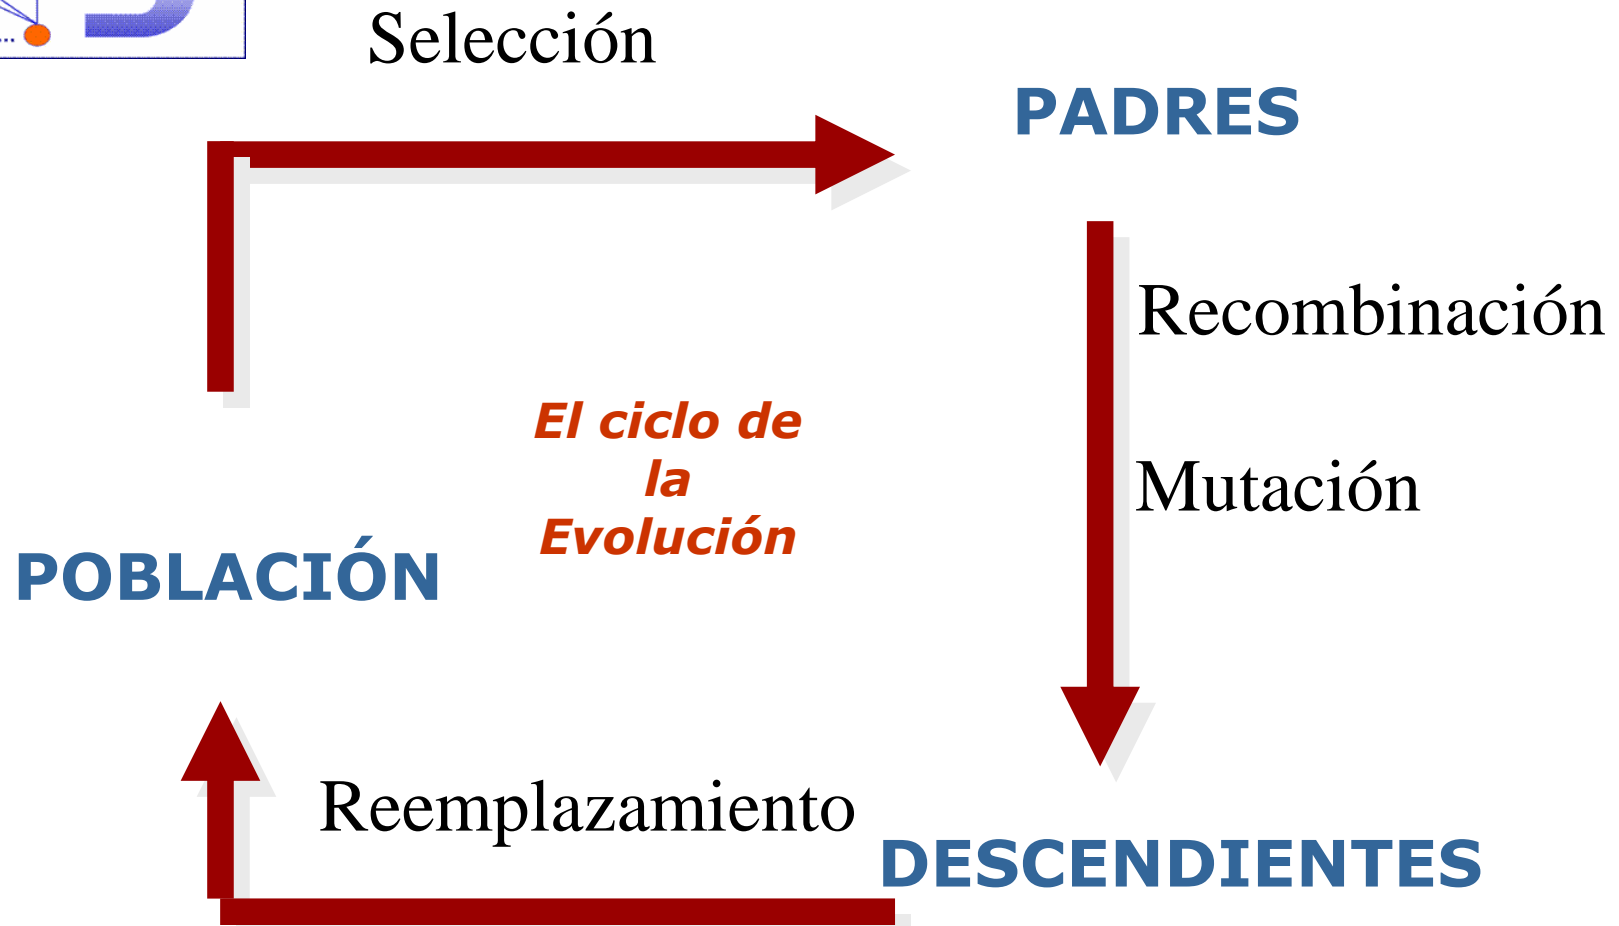 Selección
PADRES
Recombinación
El ciclo de
la
Evolución
Mutación
POBLACIÓN
Reemplazamiento
DESCENDIENTES